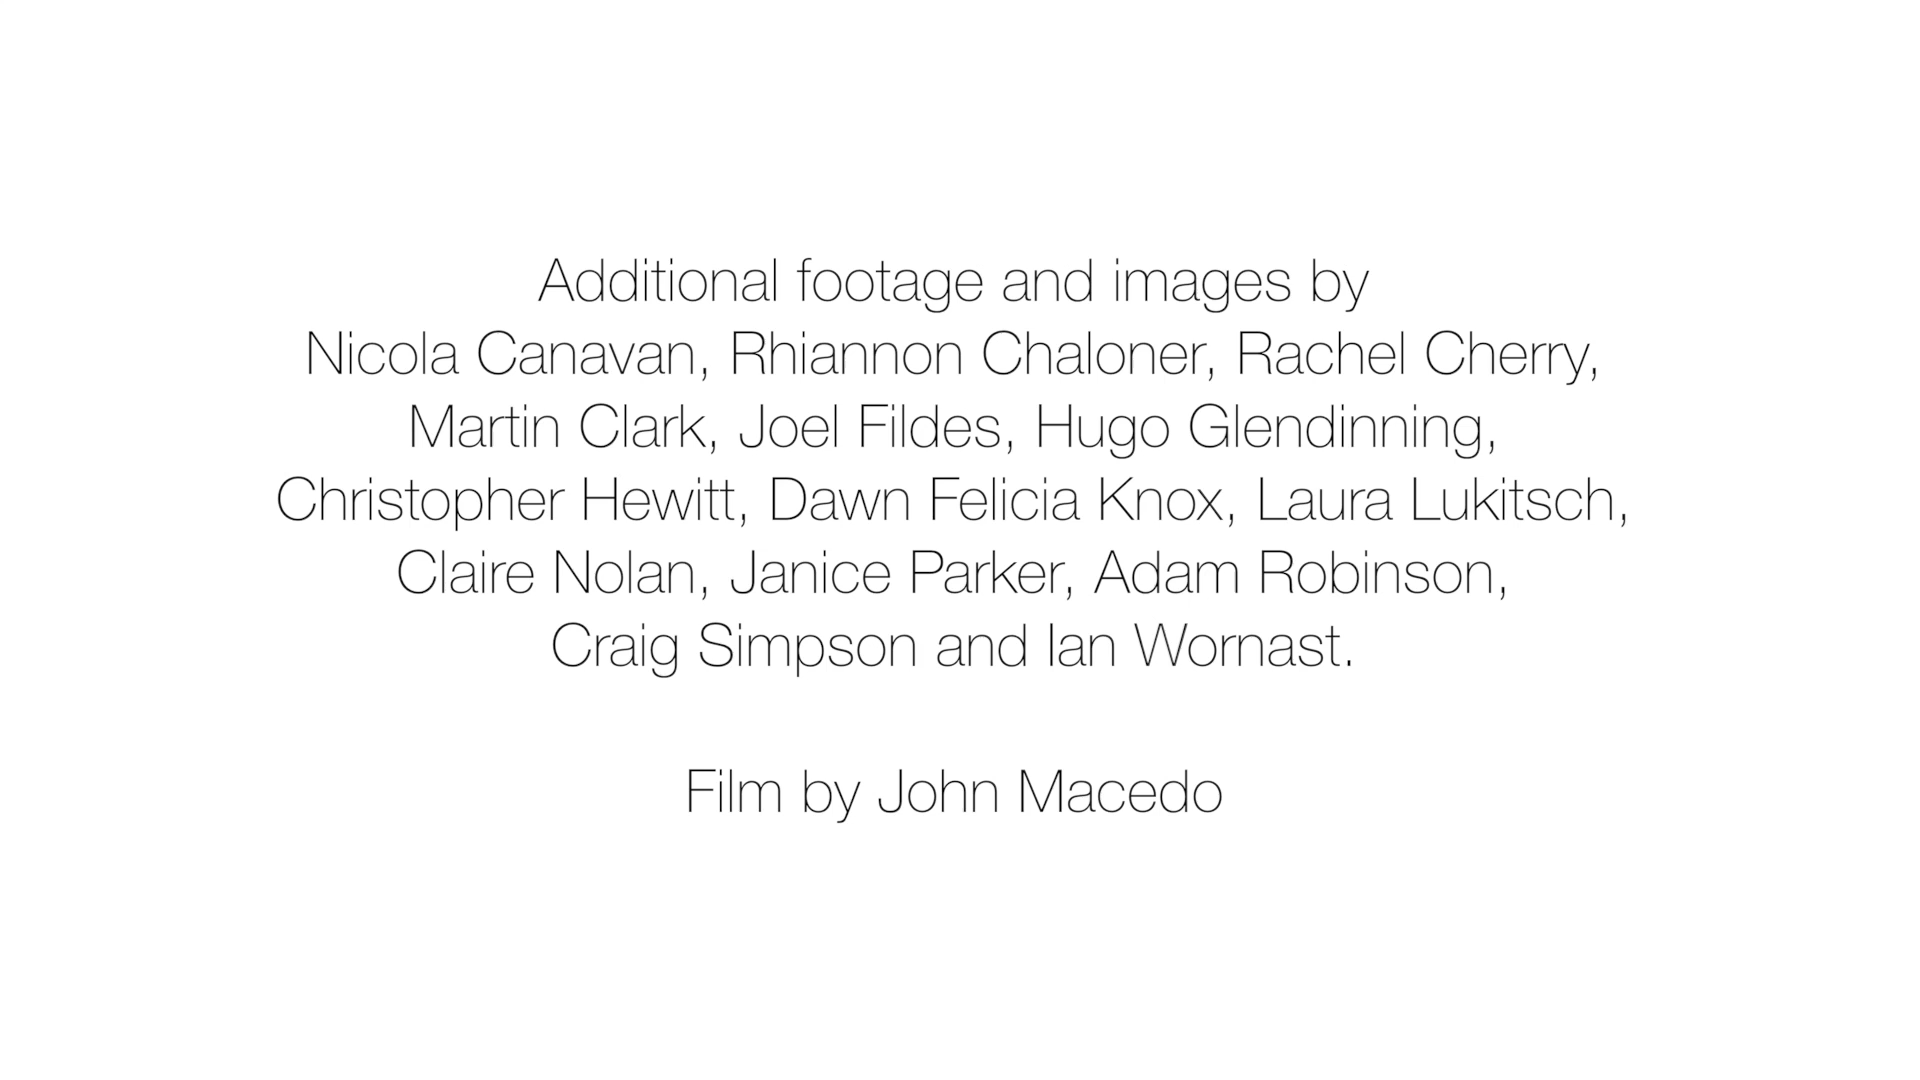 Additional footage and images by
Nicola Canavan, Rhiannon Chaloner, Rachel Cherry,
Martin Clark, Joel Fildes, Hugo Glendinning,
Christopher Hewitt, Dawn Felicia Knox, Laura Lukitsch,
Claire Nolan, Janice Parker, Adam Robinson,
Craig Simpson and Ian Wornast.
Film by John Macedo